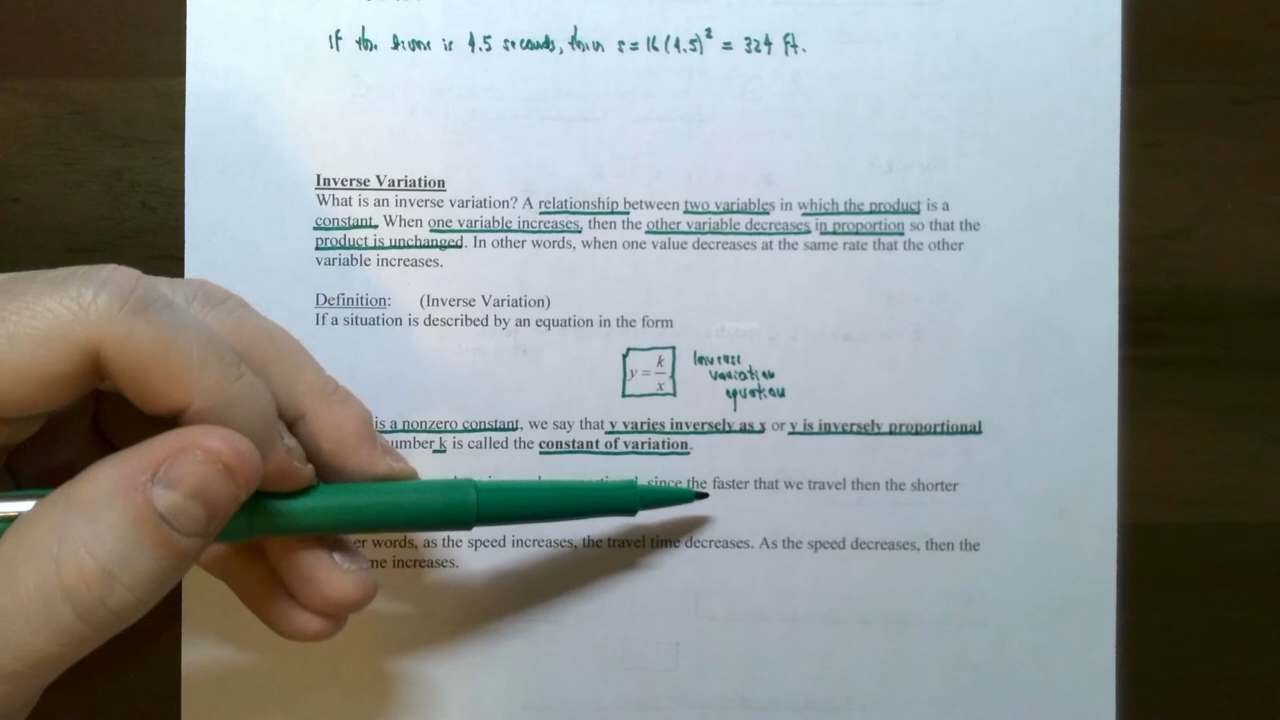 If the time is 4.5 seconds, then s = 16(4.5)² = 324 ft.
Inverse Variation
What is an inverse variation? A relationship between two variables in which the product is a
constant. When one variable increases, then the other variable decreases in proportion so that the
product is unchanged. In other words, when one value decreases at the same rate that the other
variable increases.
Definition: (Inverse Variation)
If a situation is described by an equation in the form
y = k/x
Inverse
variation
equation
is a nonzero constant, we say that y varies inversely as x or y is inversely proportional
k is called the constant of variation.
since the faster that we travel then the shorter
words, as the speed increases, the travel time decreases. As the speed decreases, then the
increases.